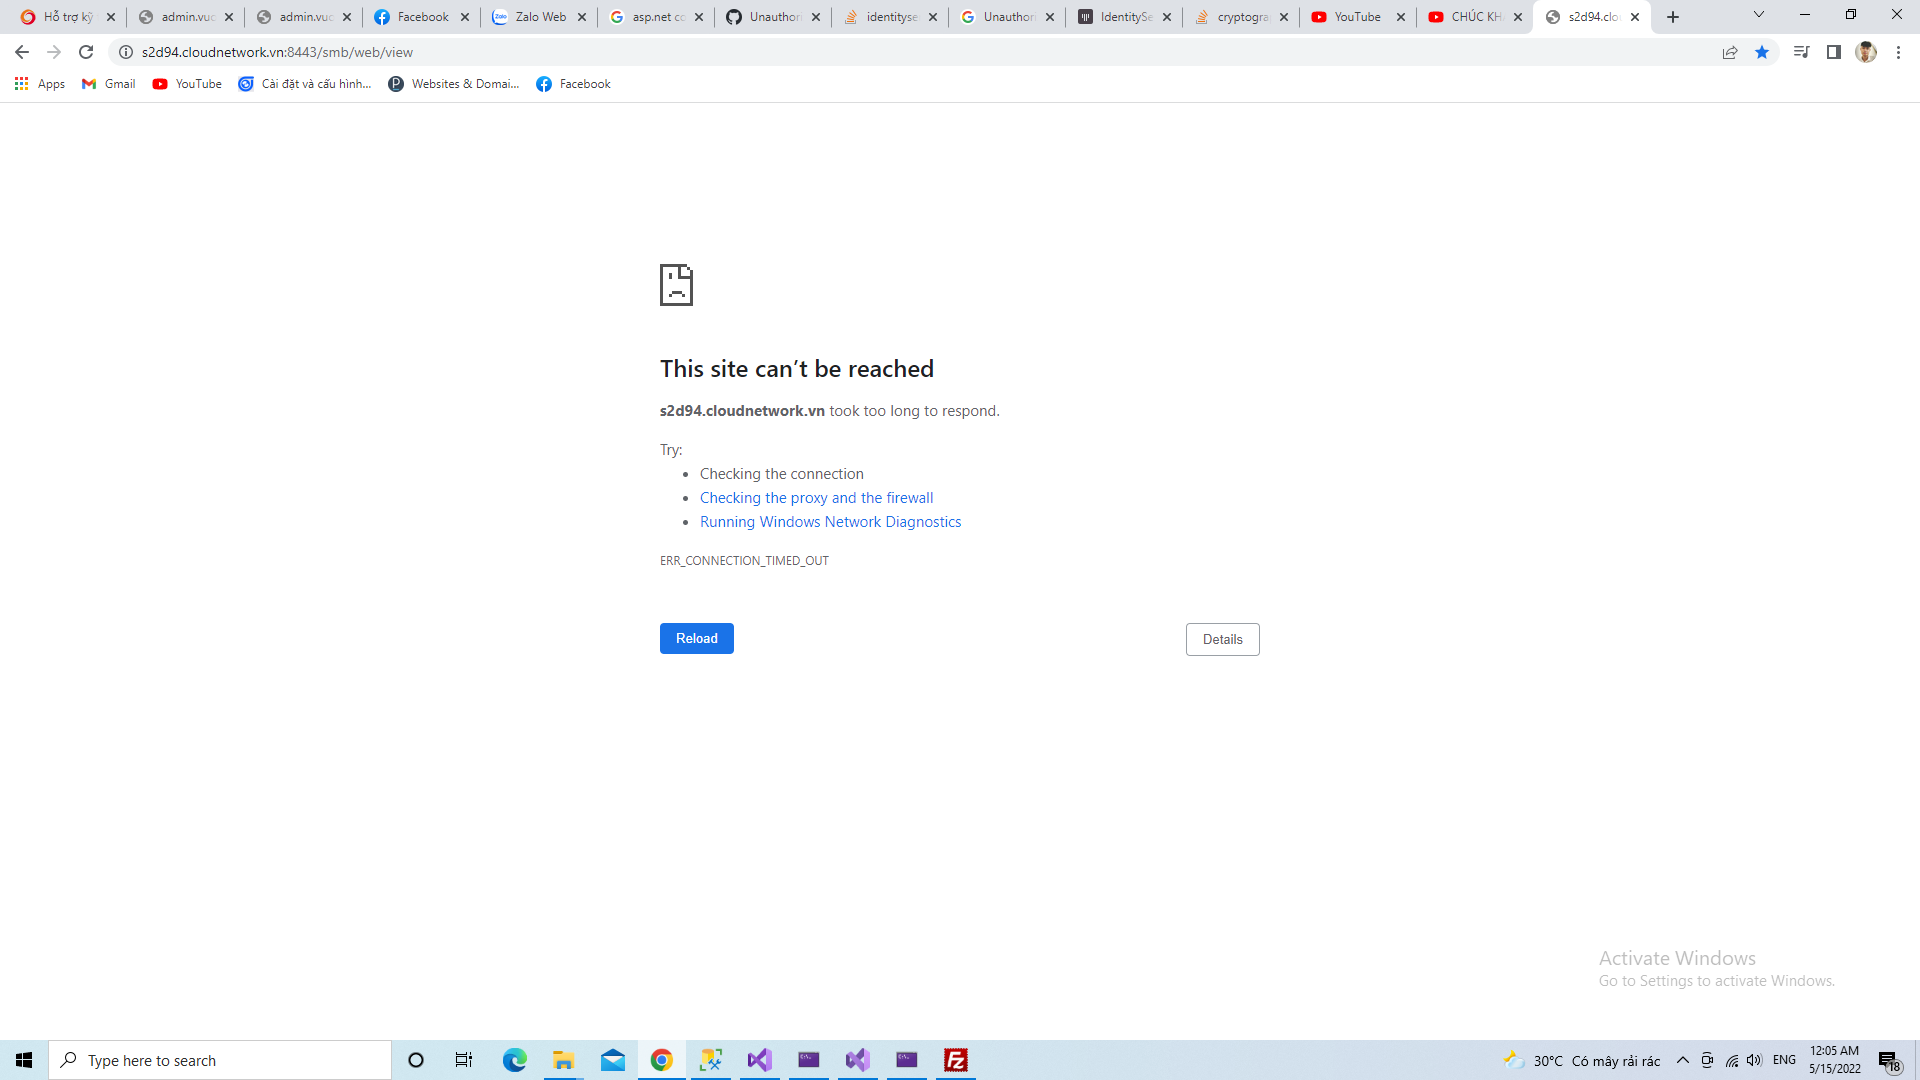 Hỗ trợ kỹ
admin.vuc
admin.vuc
Facebook
Zalo Web
asp.net co
Unauthori
identityse
Unauthori
IdentitySe
cryptogra
YouTube
CHÚC KH
s2d94.clou
s2d94.cloudnetwork.vn:8443/smb/web/view
Apps
Gmail
YouTube
Cài đặt và cấu hình...
Websites & Domai...
Facebook
This site can’t be reached
s2d94.cloudnetwork.vn took too long to respond.
Try:
Checking the connection
Checking the proxy and the firewall
Running Windows Network Diagnostics
ERR_CONNECTION_TIMED_OUT
Reload
Details
Activate Windows
Go to Settings to activate Windows.
Type here to search
30°C Có mây rải rác
ENG
12:05 AM
5/15/2022
18